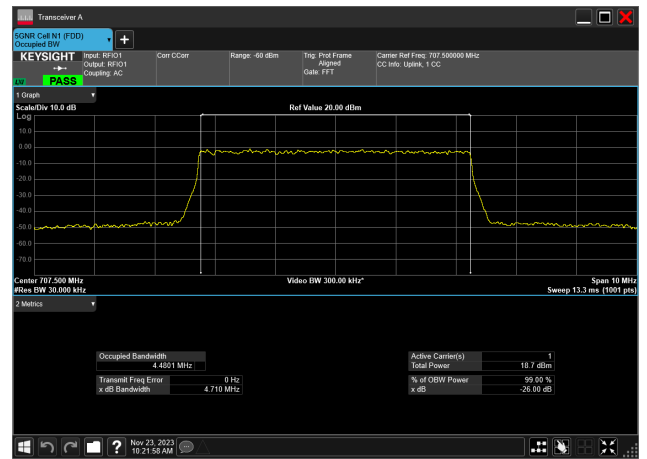 Transceiver A
5GNR Cell N1 (FDD)
Occupied BW
KEYSIGHT
LW PASS
Input: RFIO1
Output: RFIO1
Coupling: AC
Corr CCorr
Range: -60 dBm
Trig: Prot Frame
Aligned
Gate: FFT
Carrier Ref Freq: 707.500000 MHz
CC Info: Uplink, 1 CC
1 Graph
Scale/Div 10.0 dB
Ref Value 20.00 dBm
Log
10.0
0.00
-10.0
-20.0
-30.0
-40.0
-50.0
-60.0
-70.0
Center 707.500 MHz
Video BW 300.00 kHz*
Span 10 MHz
#Res BW 30.000 kHz
Sweep 13.3 ms (1001 pts)
2 Metrics
Occupied Bandwidth
4.4801 MHz
Active Carrier(s) 1
Total Power 18.7 dBm
Transmit Freq Error 0 Hz
x dB Bandwidth 4.710 MHz
% of OBW Power 99.00 %
x dB -26.00 dB
Nov 23, 2023
10:21:58 AM